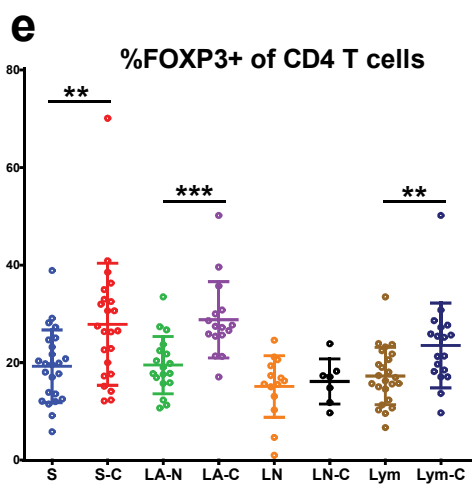 e
%FOXP3+ of CD4 T cells
80
** *** **
60
40
20
0
S S-C LA-N LA-C LN LN-C Lym Lym-C